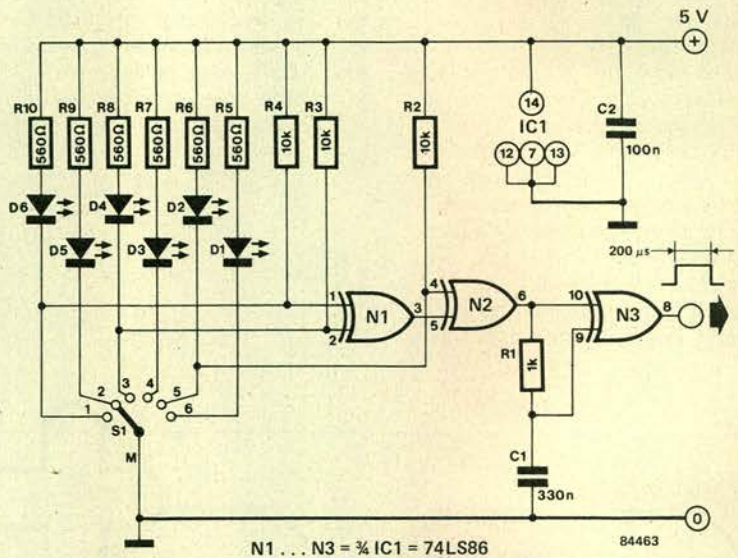 5 V
+
R10 R9 R8 R7 R6 R5 R4 R3 R2
560Ω 560Ω 560Ω 560Ω 560Ω 560Ω 10k 10k 10k
14
IC1
12 7 13
C2
100n
D6 D4 D2
D5 D3 D1
200 µs
1 N1 3
2
4 N2 6
5
10 N3 8
9
R1
1k
1 2 3 4 5 6
S1
M
C1
330n
0
N1 . . . N3 = ¾ IC1 = 74LS86
84463